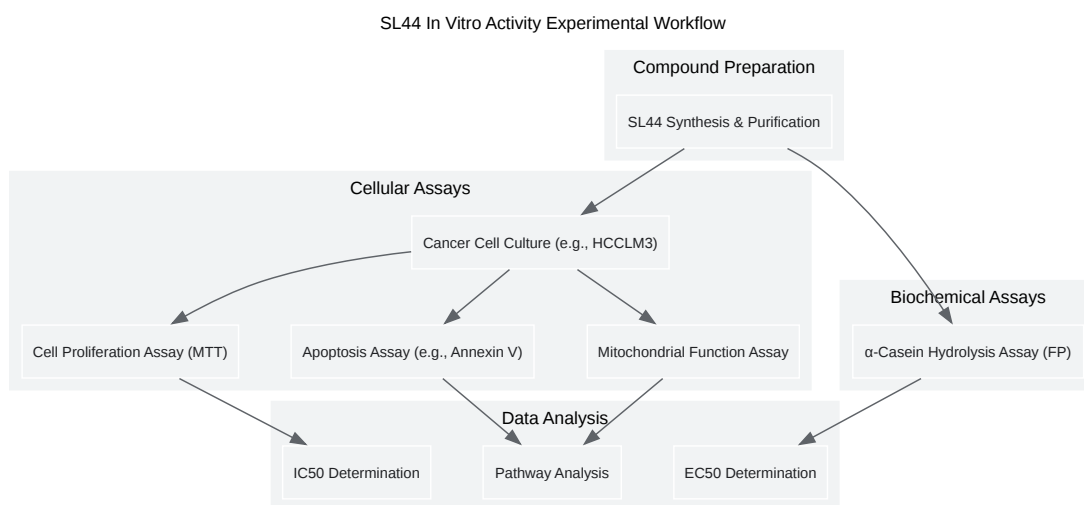 SL44 In Vitro Activity Experimental Workflow
Compound Preparation
SL44 Synthesis & Purification
Cellular Assays
Cancer Cell Culture (e.g., HCCLM3)
Biochemical Assays
Cell Proliferation Assay (MTT)
Apoptosis Assay (e.g., Annexin V)
Mitochondrial Function Assay
α-Casein Hydrolysis Assay (FP)
Data Analysis
IC50 Determination
Pathway Analysis
EC50 Determination